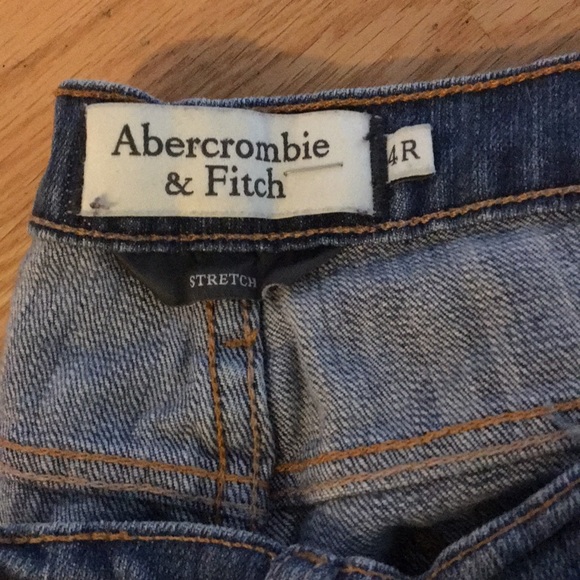 Abercrombie
& Fitch
4R
STRETCH